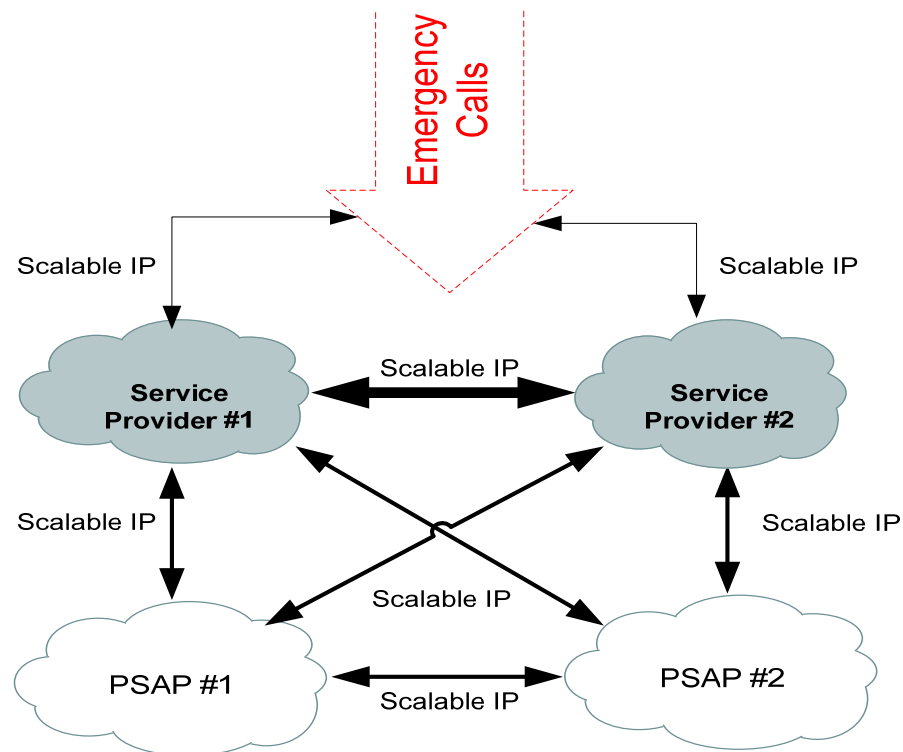 Emergency
Calls
Scalable IP
Scalable IP
Scalable IP
Service
Provider #1
Service
Provider #2
Scalable IP
Scalable IP
Scalable IP
PSAP #1
PSAP #2
Scalable IP